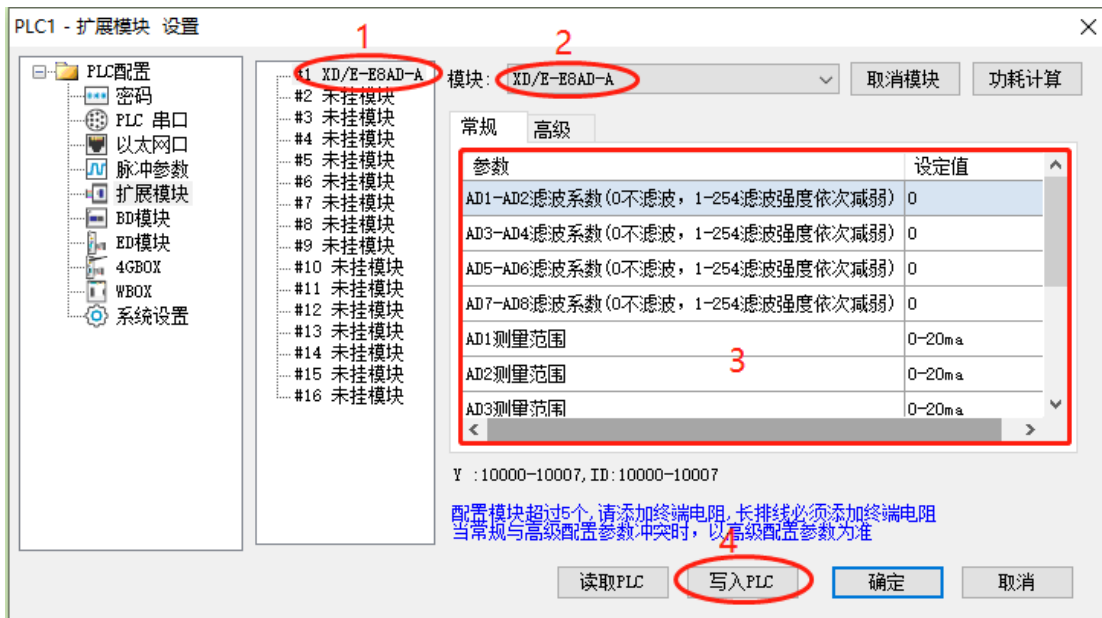 PLC1 - 扩展模块 设置
1
2
PLC配置
密码
PLC 串口
以太网口
脉冲参数
扩展模块
BD模块
ED模块
4GBOX
WBOX
系统设置
#1 XD/E-E8AD-A
#2 未挂模块
#3 未挂模块
#4 未挂模块
#5 未挂模块
#6 未挂模块
#7 未挂模块
#8 未挂模块
#9 未挂模块
#10 未挂模块
#11 未挂模块
#12 未挂模块
#13 未挂模块
#14 未挂模块
#15 未挂模块
#16 未挂模块
模块: XD/E-E8AD-A 取消模块 功耗计算
常规 高级
参数 设定值
AD1-AD2滤波系数(0不滤波，1-254滤波强度依次减弱) 0
AD3-AD4滤波系数(0不滤波，1-254滤波强度依次减弱) 0
AD5-AD6滤波系数(0不滤波，1-254滤波强度依次减弱) 0
AD7-AD8滤波系数(0不滤波，1-254滤波强度依次减弱) 0
AD1测量范围 0-20ma
AD2测量范围 0-20ma
3
AD3测量范围 0-20ma
Y :10000-10007,ID:10000-10007
配置模块超过5个,请添加终端电阻,长排线必须添加终端电阻
当常规与高级配置参数冲突时，以高级配置参数为准
4
读取PLC 写入PLC 确定 取消